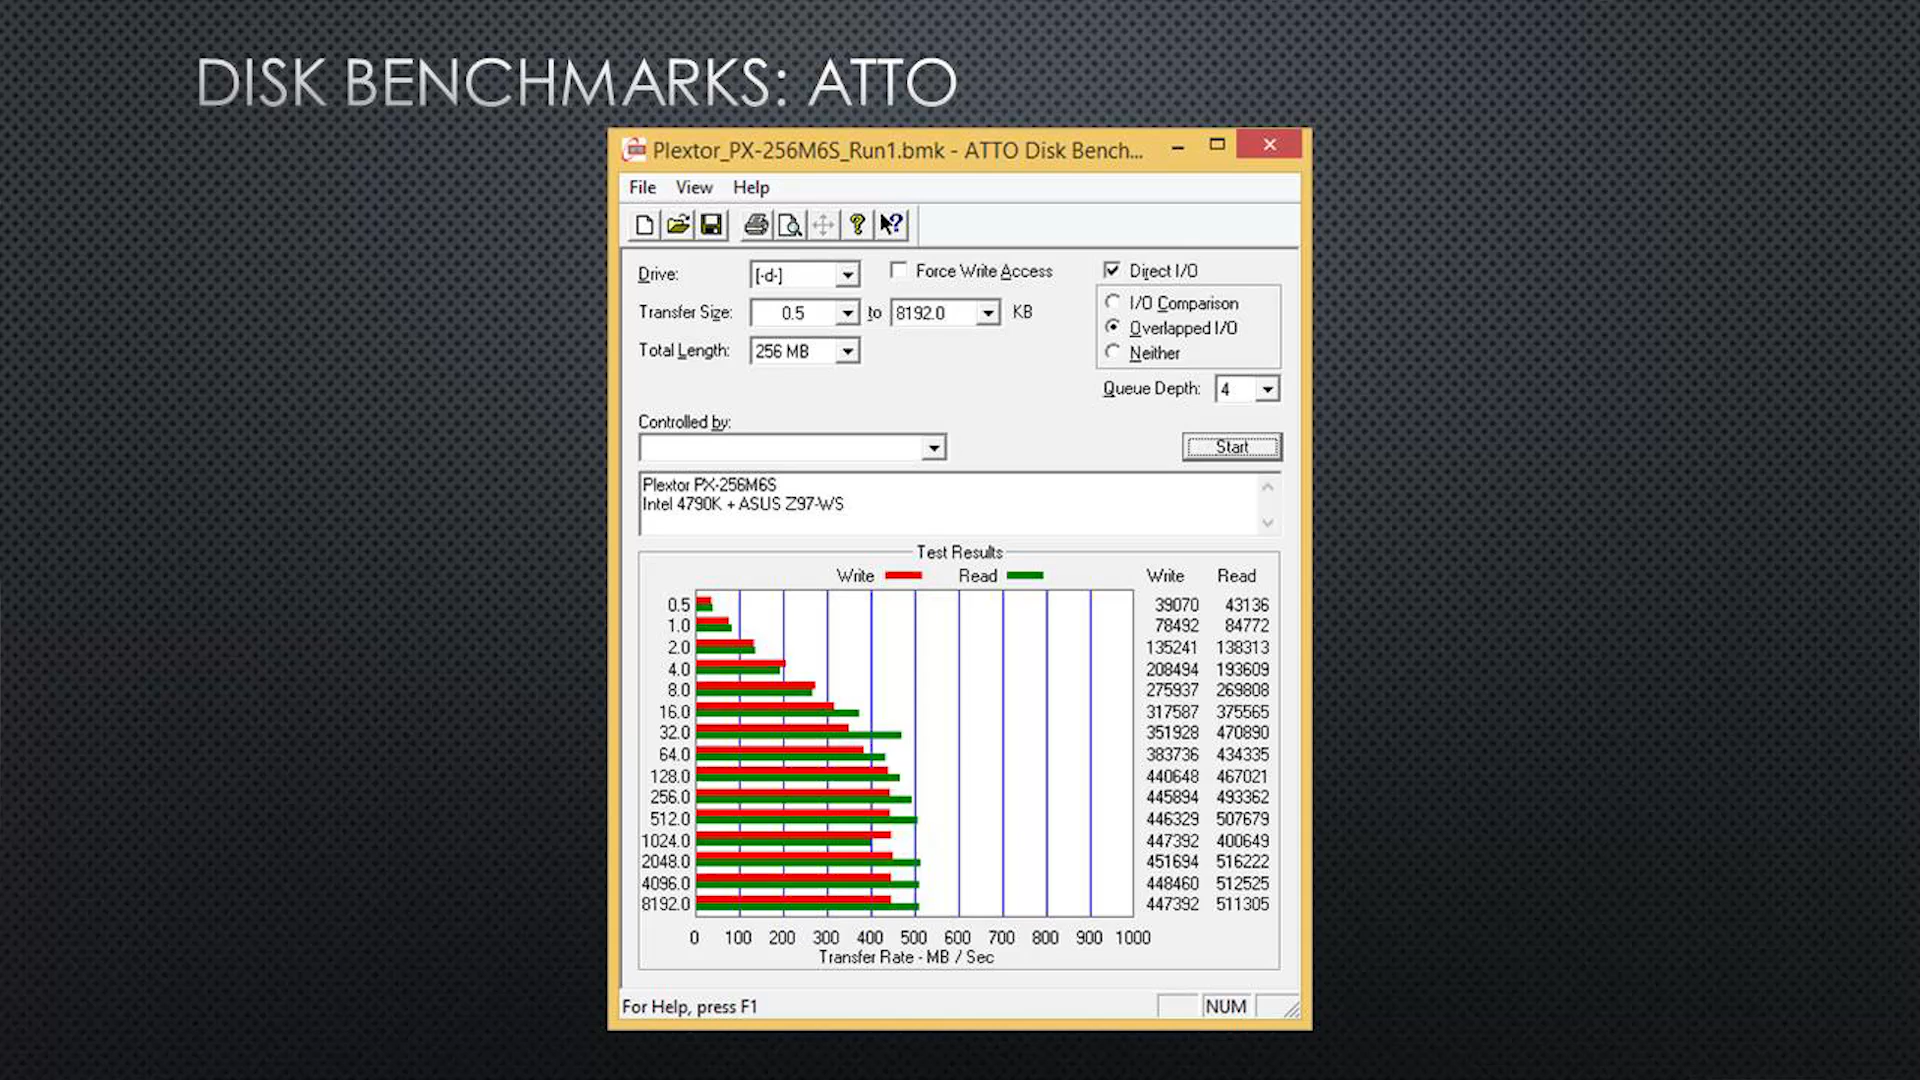 DISK BENCHMARKS: ATTO
Plextor_PX-256M6S_Run1.bmk - ATTO Disk Bench...
File View Help
Drive: [-d-] Force Write Access Direct I/O
Transfer Size: 0.5 to 8192.0 KB I/O Comparison
Overlapped I/O
Total Length: 256 MB Neither
Queue Depth: 4
Controlled by:
Start
Plextor PX-256M6S
Intel 4790K + ASUS Z97-WS
Test Results
Write Read Write Read
0.5 39070 43136
1.0 78492 84772
2.0 135241 138313
4.0 208494 193609
8.0 275937 269808
16.0 317587 375565
32.0 351928 470890
64.0 383736 434335
128.0 440648 467021
256.0 445894 493362
512.0 446329 507679
1024.0 447392 400649
2048.0 451694 516222
4096.0 448460 512525
8192.0 447392 511305
0 100 200 300 400 500 600 700 800 900 1000
Transfer Rate - MB / Sec
For Help, press F1 NUM